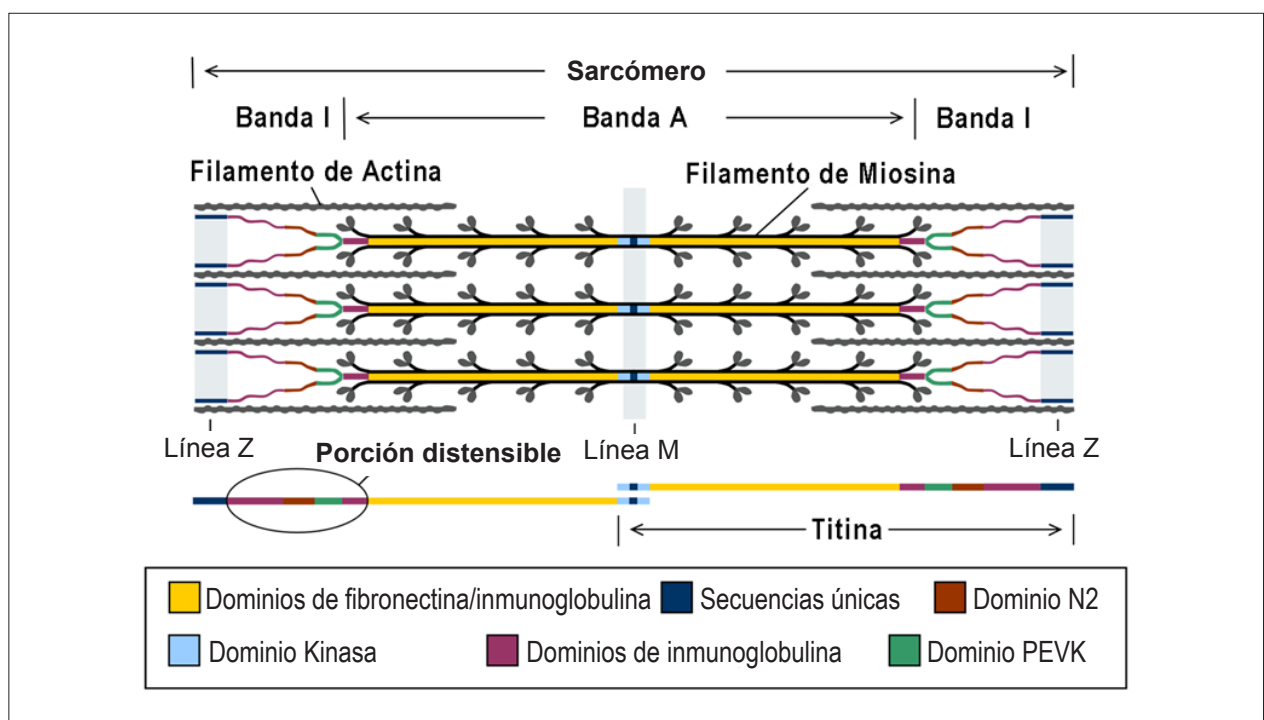 Sarcómero
Banda I Banda A Banda I
Filamento de Actina Filamento de Miosina
Línea Z Línea M Línea Z
Porción distensible
Titina
Dominios de fibronectina/inmunoglobulina Secuencias únicas Dominio N2
Dominio Kinasa Dominios de inmunoglobulina Dominio PEVK